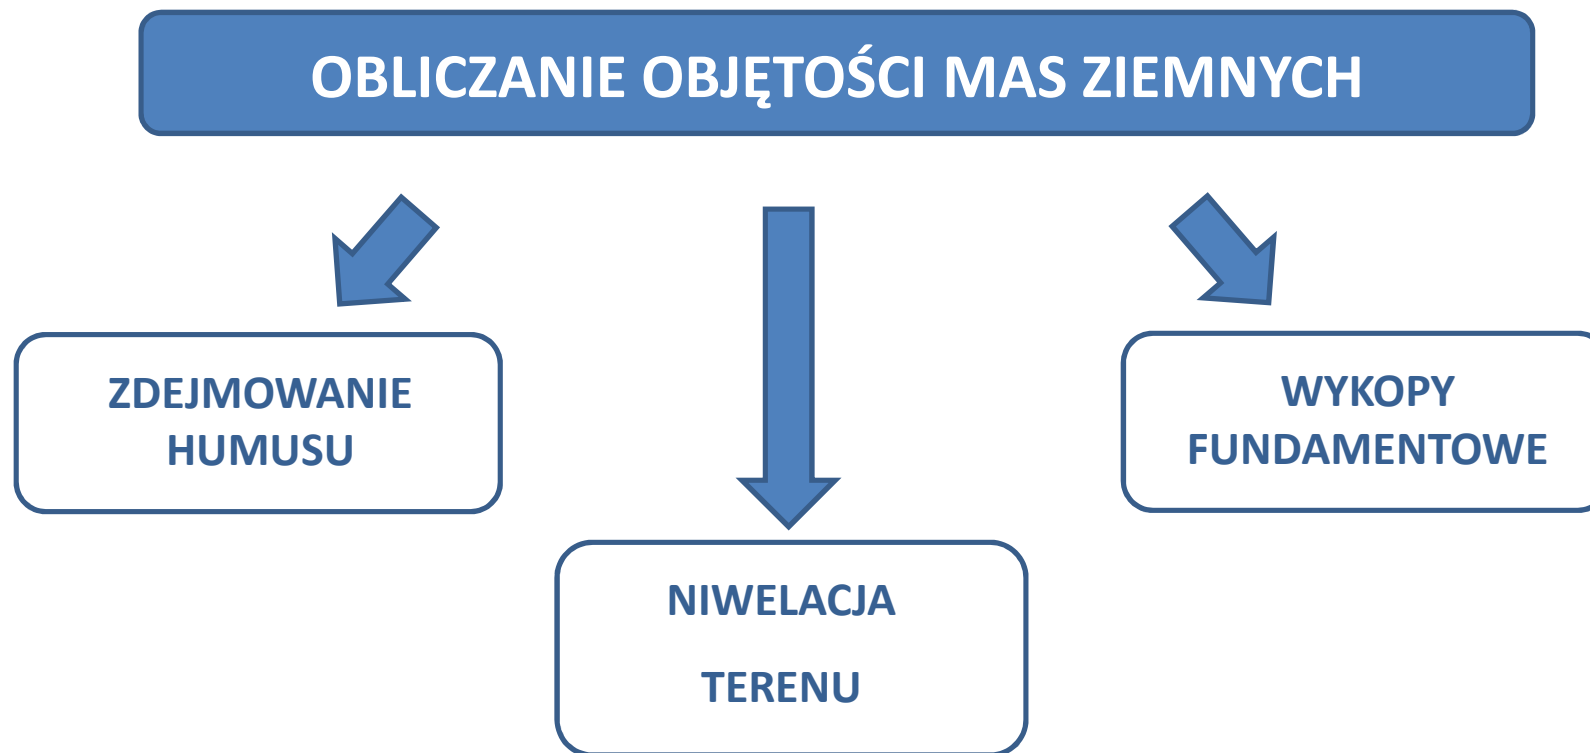 OBLICZANIE OBJĘTOŚCI MAS ZIEMNYCH
ZDEJMOWANIE
HUMUSU
WYKOPY
FUNDAMENTOWE
NIWELACJA
TERENU